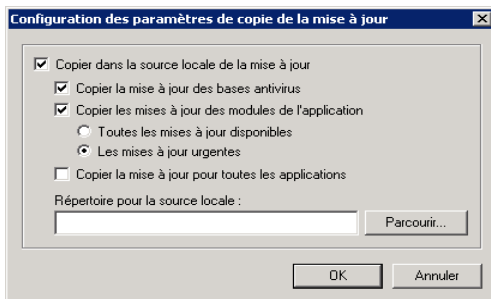 Configuration des paramètres de copie de la mise à jour
Copier dans la source locale de la mise à jour
Copier la mise à jour des bases antivirus
Copier les mises à jour des modules de l'application
Toutes les mises à jour disponibles
Les mises à jour urgentes
Copier la mise à jour pour toutes les applications
Répertoire pour la source locale :
Parcourir...
OK
Annuler